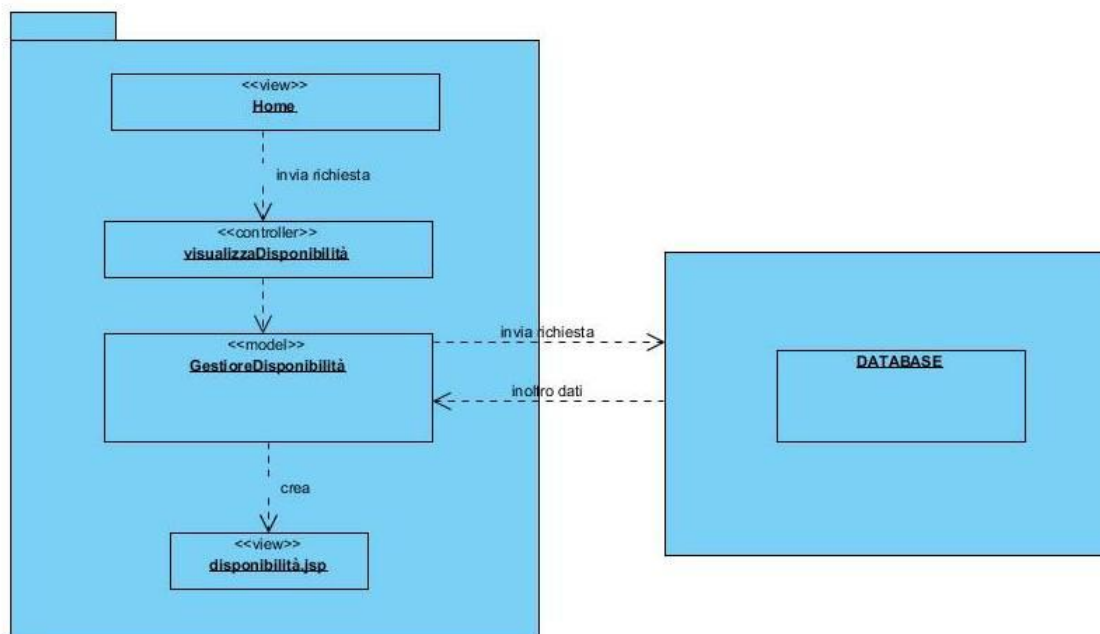 <<view>>
Home
invia richiesta
<<controller>>
visualizzaDisponibilità
<<model>>
GestioreDisponibilità
invia richiesta
inoltro dati
DATABASE
crea
<<view>>
disponibilità.jsp